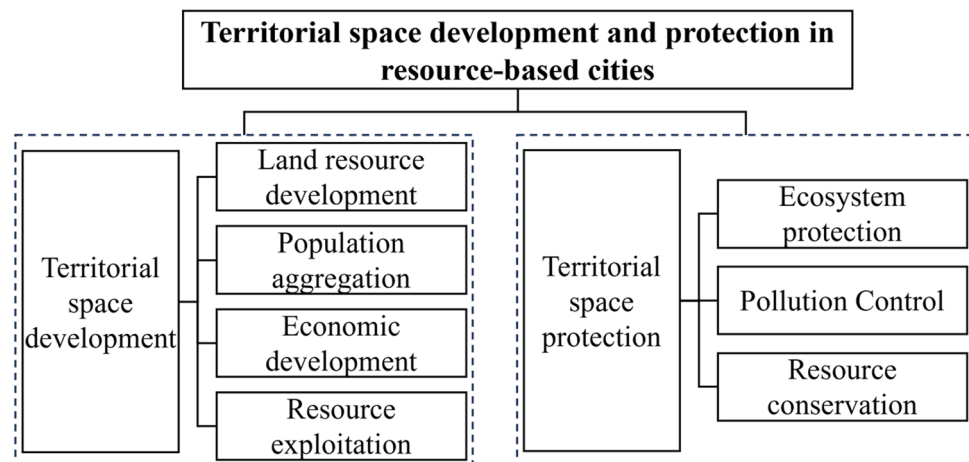 Territorial space development and protection in
resource-based cities
Territorial
space
development
Land resource
development
Population
aggregation
Economic
development
Resource
exploitation
Territorial
space
protection
Ecosystem
protection
Pollution Control
Resource
conservation